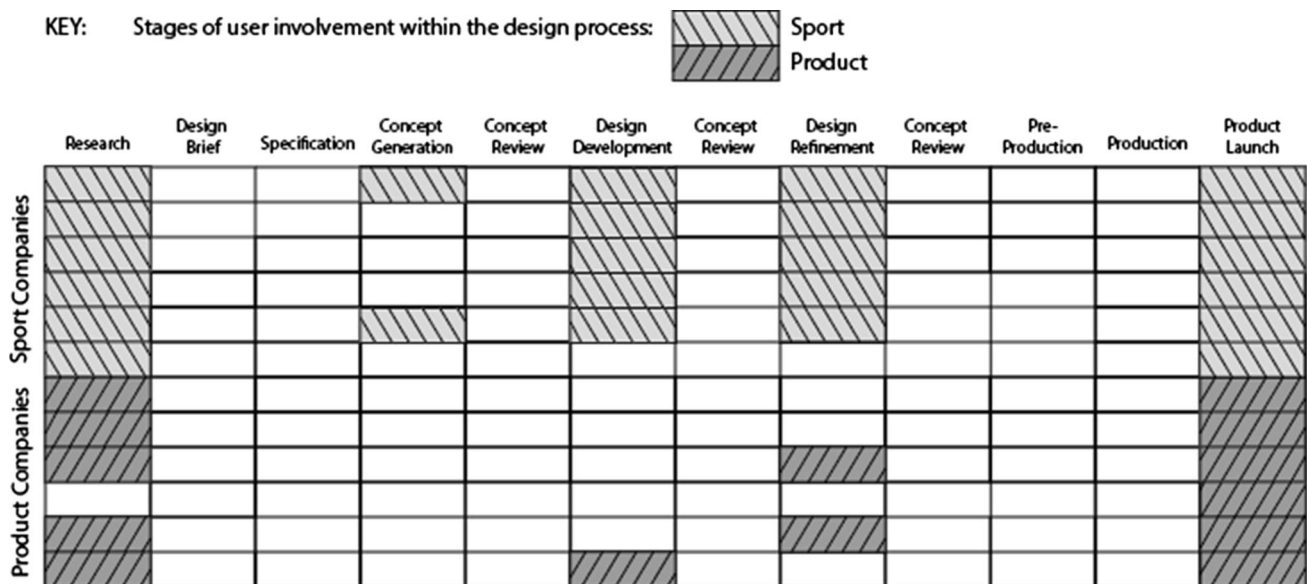 KEY: Stages of user involvement within the design process: Sport
Product
Research Design Brief Specification Concept Generation Concept Review Design Development Concept Review Design Refinement Concept Review Pre-Production Production Product Launch
Sport Companies
Product Companies